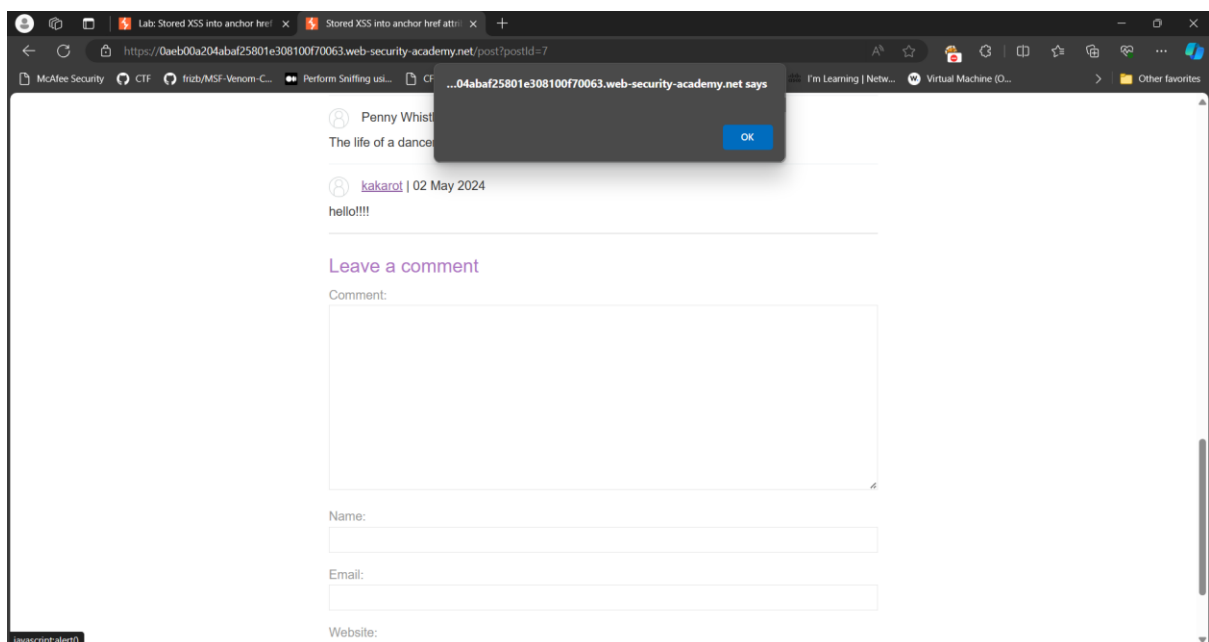 Lab: Stored XSS into anchor href
Stored XSS into anchor href attri
https://0aeb00a204abaf25801e308100f70063.web-security-academy.net/post?postId=7
McAfee Security
CTF
frizb/MSF-Venom-C...
Perform Sniffing usi...
CF
I'm Learning | Netw...
Virtual Machine (O...
Other favorites
...04abaf25801e308100f70063.web-security-academy.net says
OK
Penny Whistl
The life of a dancer
kakarot | 02 May 2024
hello!!!!
Leave a comment
Comment:
Name:
Email:
Website:
javascript:alert()